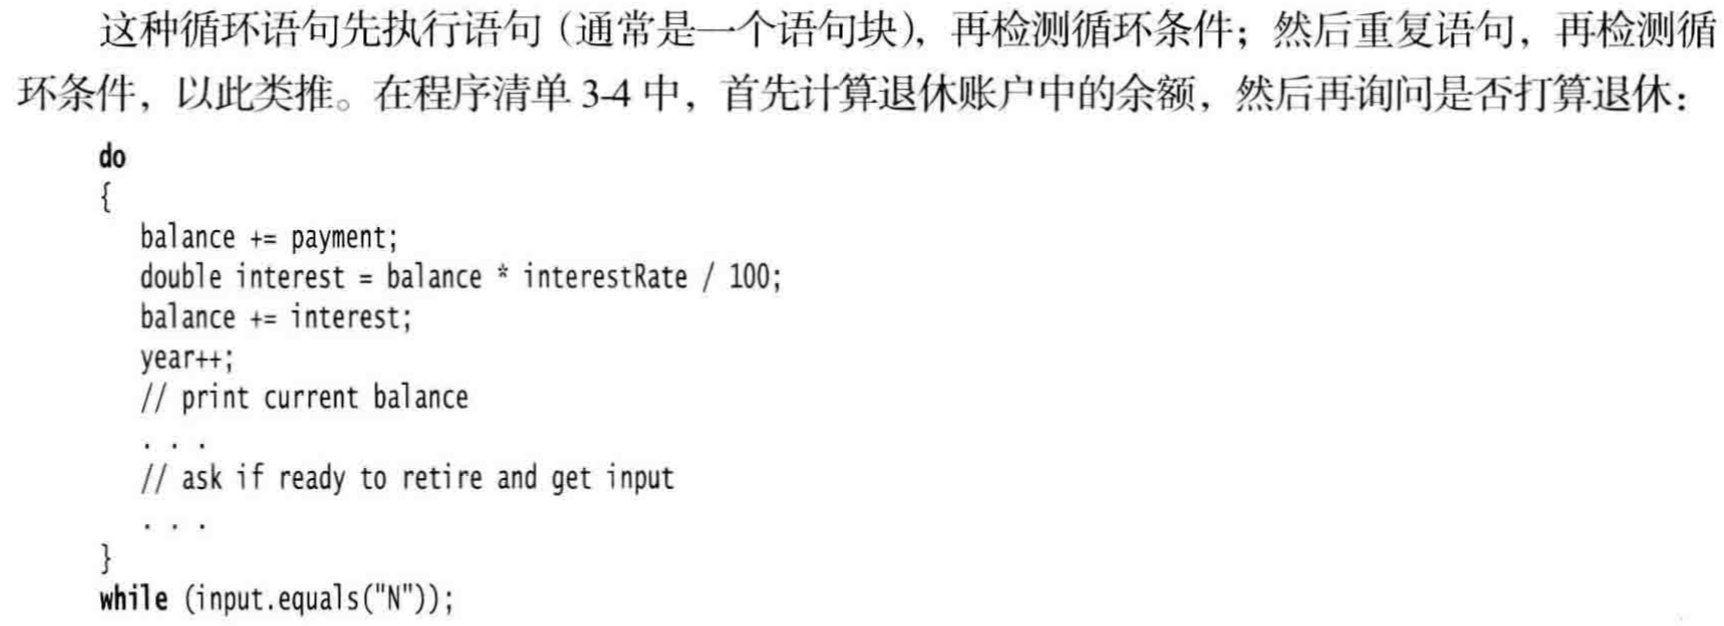 这种循环语句先执行语句（通常是一个语句块），再检测循环条件；然后重复语句，再检测循
环条件，以此类推。在程序清单 3-4 中，首先计算退休账户中的余额，然后再询问是否打算退休：
do
{
balance += payment;
double interest = balance * interestRate / 100;
balance += interest;
year++;
// print current balance
. . .
// ask if ready to retire and get input
. . .
}
while (input.equals("N"));